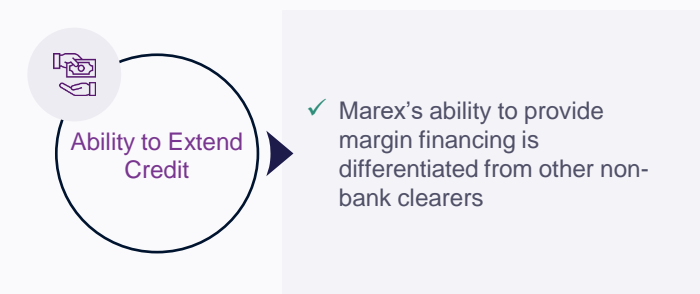 Ability to Extend
Credit
✓ Marex’s ability to provide
margin financing is
differentiated from other non-
bank clearers